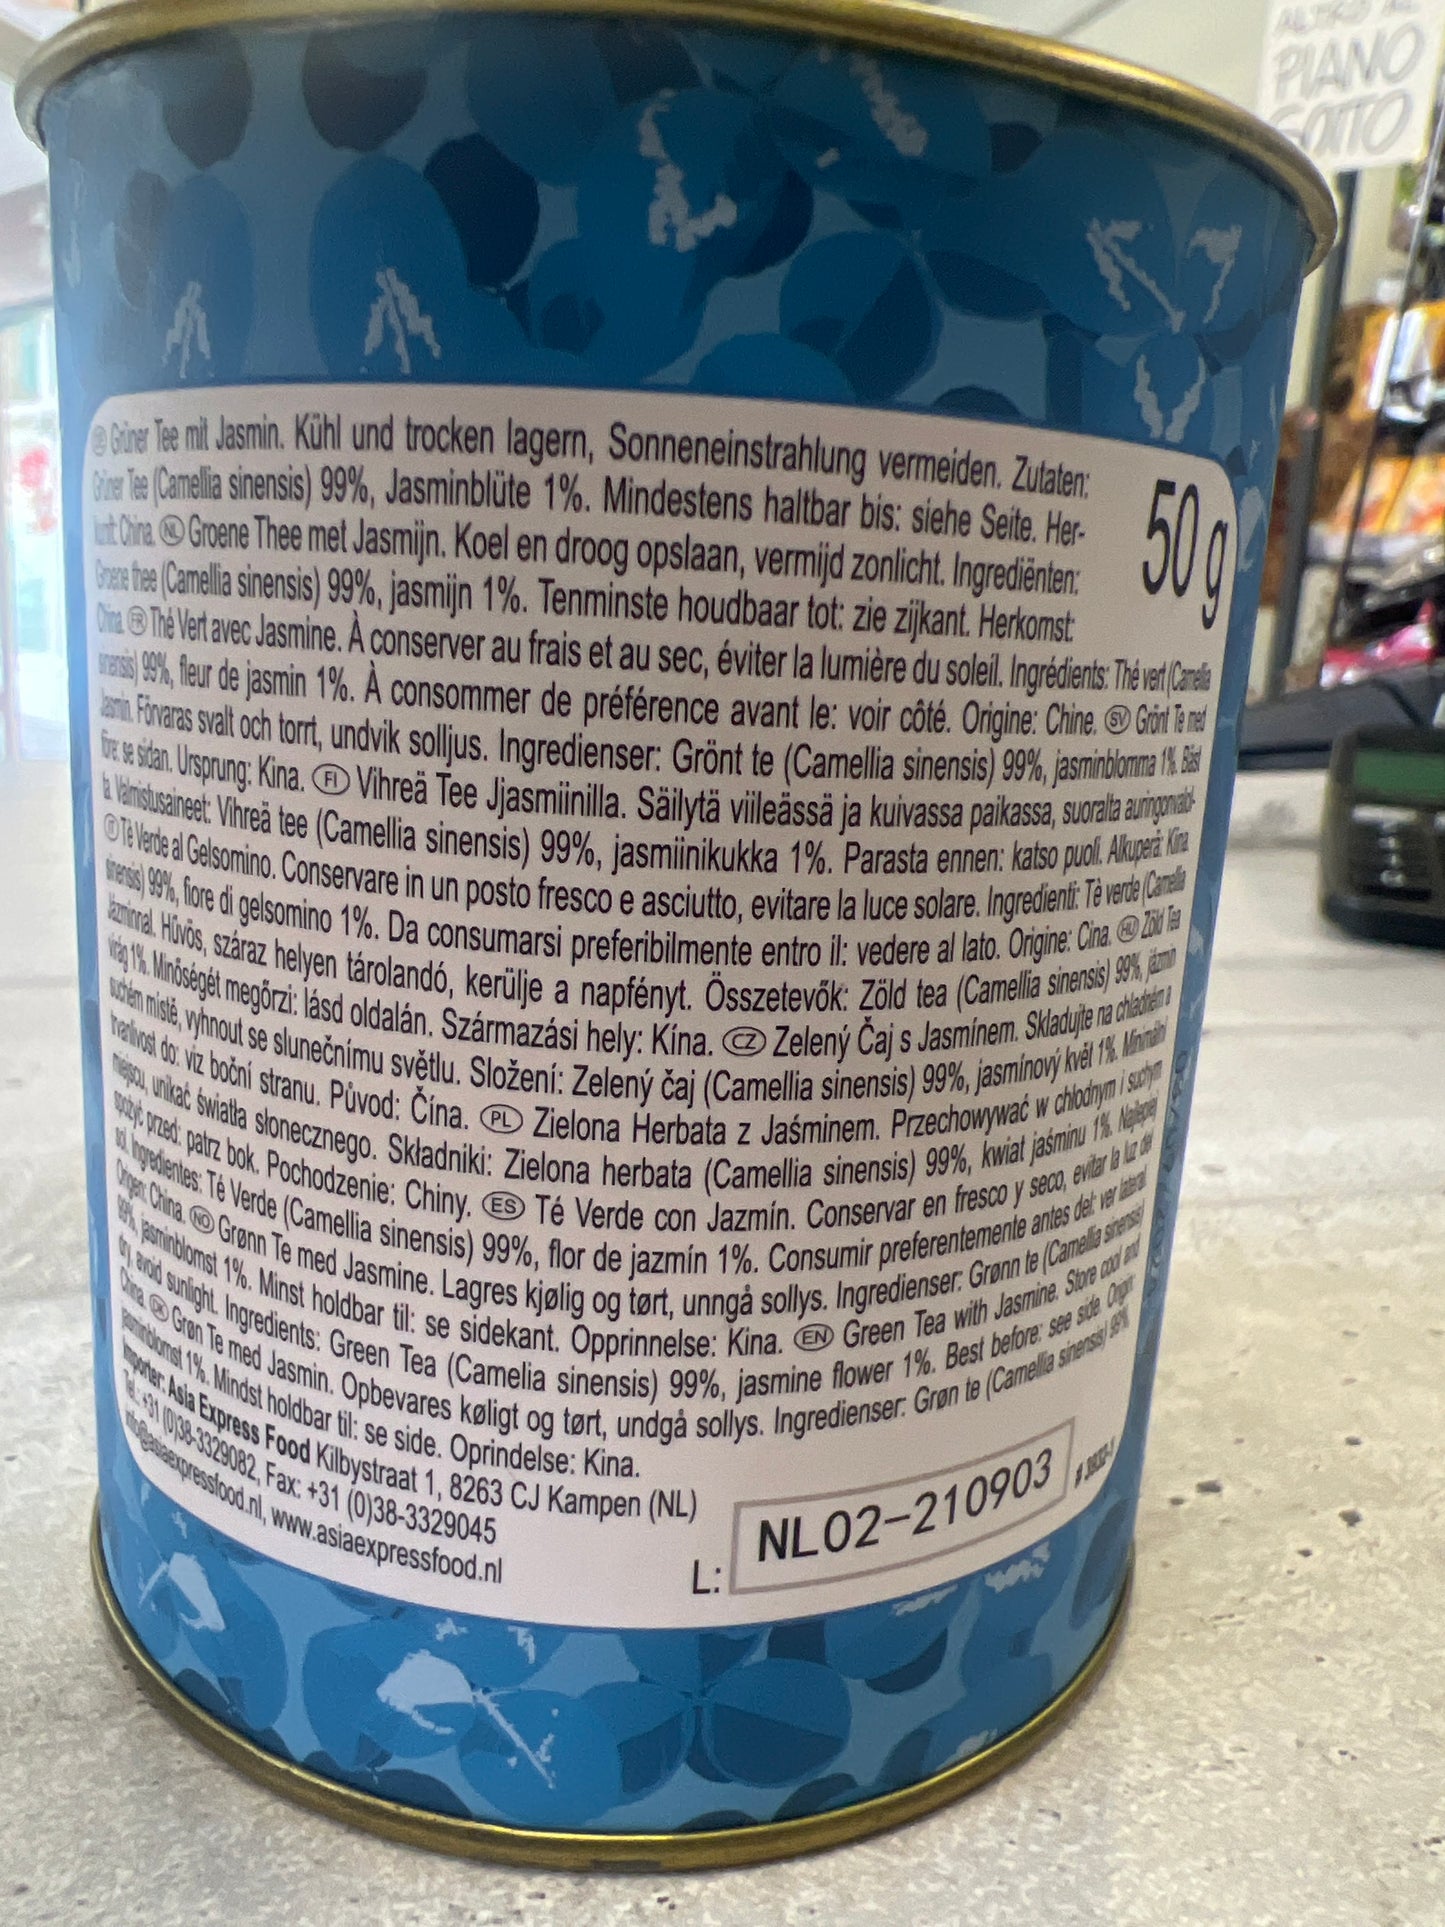 ALTRO AL
PIANO
SOTTO
DE Grüner Tee mit Jasmin. Kühl und trocken lagern, Sonneneinstrahlung vermeiden. Zutaten:
Grüner Tee (Camellia sinensis) 99%, Jasminblüte 1%. Mindestens haltbar bis: siehe Seite. Her-
kunft: China. NL Groene Thee met Jasmijn. Koel en droog opslaan, vermijd zonlicht. Ingrediënten:
Groene thee (Camellia sinensis) 99%, jasmijn 1%. Tenminste houdbaar tot: zie zijkant. Herkomst:
China. FR Thé Vert avec Jasmine. À conserver au frais et au sec, éviter la lumière du soleil. Ingrédients: Thé vert (Camellia
sinensis) 99%, fleur de jasmin 1%. À consommer de préférence avant le: voir côté. Origine: Chine. SV Grönt Te med
Jasmin. Förvaras svalt och torrt, undvik solljus. Ingredienser: Grönt te (Camellia sinensis) 99%, jasminblomma 1%. Bäst
före: se sidan. Ursprung: Kina. FI Vihreä Tee Jjasmiinilla. Säilytä viileässä ja kuivassa paikassa, suoralta auringonvalol-
ta. Valmistusaineet: Vihreä tee (Camellia sinensis) 99%, jasmiinikukka 1%. Parasta ennen: katso puoli. Alkuperä: Kiina.
IT Tè Verde al Gelsomino. Conservare in un posto fresco e asciutto, evitare la luce solare. Ingredienti: Tè verde (Camellia
sinensis) 99%, fiore di gelsomino 1%. Da consumarsi preferibilmente entro il: vedere al lato. Origine: Cina. HU Zöld Tea
Jázminnal. Hűvös, száraz helyen tárolandó, kerülje a napfényt. Összetevők: Zöld tea (Camellia sinensis) 99%, jázmin
virág 1%. Minőségét megőrzi: lásd oldalán. Származási hely: Kína. CZ Zelený Čaj s Jasmínem. Skladujte na chladném a
suchém místě, vyhnout se slunečnímu světlu. Složení: Zelený čaj (Camellia sinensis) 99%, jasmínový květ 1%. Minimální
trvanlivost do: viz boční stranu. Původ: Čína. PL Zielona Herbata z Jaśminem. Przechowywać w chłodnym i suchym
miejscu, unikać światła słonecznego. Składniki: Zielona herbata (Camellia sinensis) 99%, kwiat jaśminu 1%. Najlepiej
spożyć przed: patrz bok. Pochodzenie: Chiny. ES Té Verde con Jazmín. Conservar en fresco y seco, evitar la luz del
sol. Ingredientes: Té Verde (Camellia sinensis) 99%, flor de jazmín 1%. Consumir preferentemente antes del: ver lateral.
Origen: China. NO Grønn Te med Jasmine. Lagres kjølig og tørt, unngå sollys. Ingredienser: Grønn te (Camellia sinensis)
99%, jasminblomst 1%. Minst holdbar til: se sidekant. Opprinnelse: Kina. EN Green Tea with Jasmine. Store cool and
dry, avoid sunlight. Ingredients: Green Tea (Camelia sinensis) 99%, jasmine flower 1%. Best before: see side. Origin:
China. DK Grøn Te med Jasmin. Opbevares køligt og tørt, undgå sollys. Ingredienser: Grøn te (Camellia sinensis) 99%
jasminblomst 1%. Mindst holdbar til: se side. Oprindelse: Kina.
Importer: Asia Express Food Kilbystraat 1, 8263 CJ Kampen (NL)
Tel.: +31 (0)38-3329082, Fax: +31 (0)38-3329045
info@asiaexpressfood.nl, www.asiaexpressfood.nl
50 g
L: NL02-210903